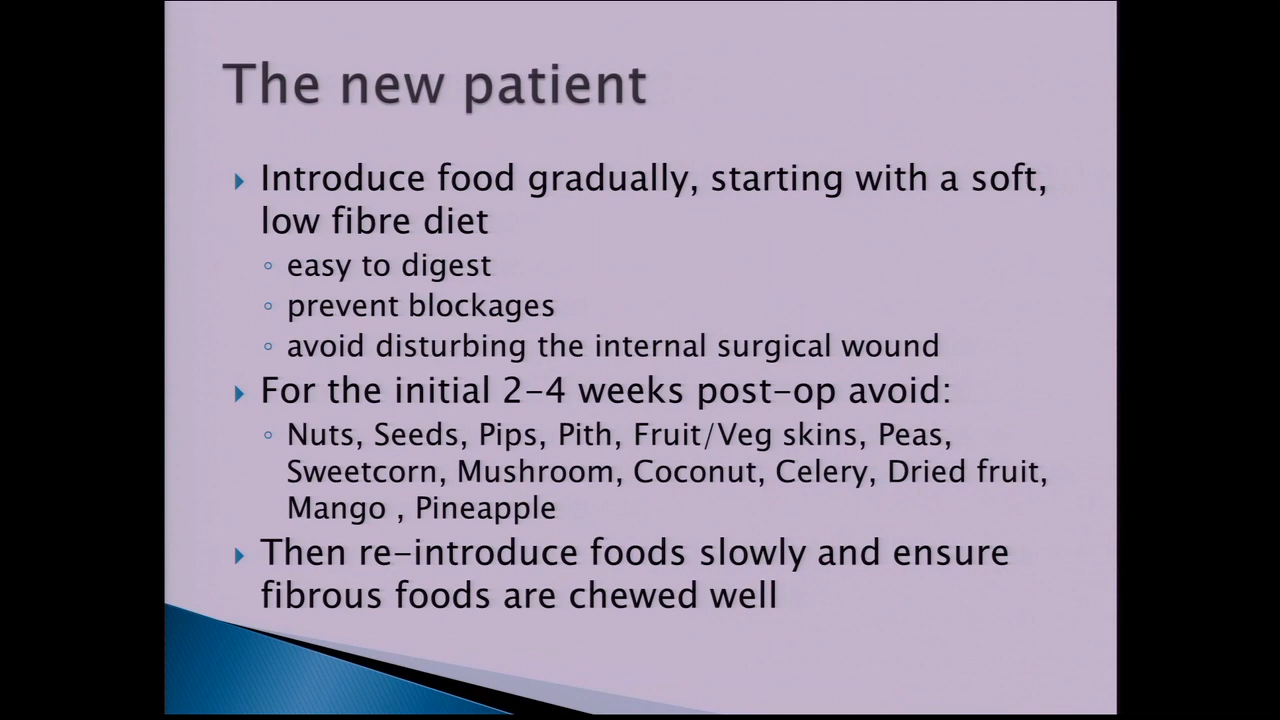 The new patient
Introduce food gradually, starting with a soft,
low fibre diet
easy to digest
prevent blockages
avoid disturbing the internal surgical wound
For the initial 2-4 weeks post-op avoid:
Nuts, Seeds, Pips, Pith, Fruit/Veg skins, Peas,
Sweetcorn, Mushroom, Coconut, Celery, Dried fruit,
Mango , Pineapple
Then re-introduce foods slowly and ensure
fibrous foods are chewed well